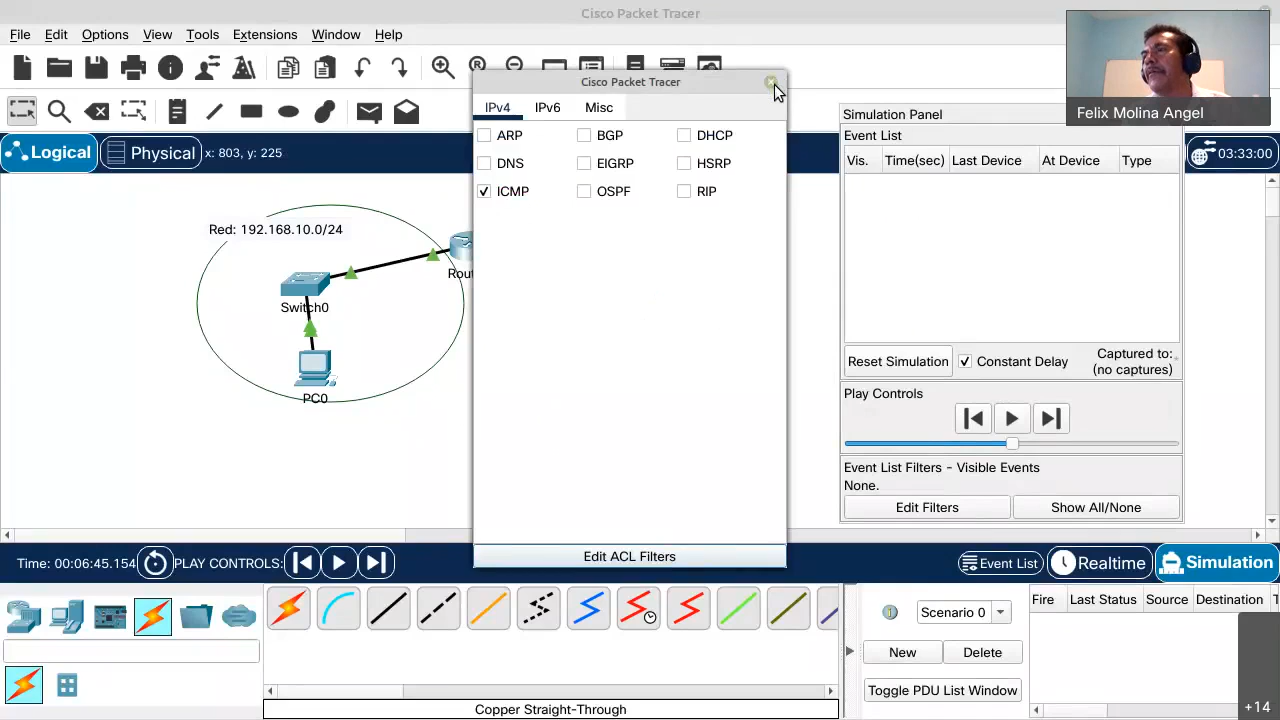 Cisco Packet Tracer
File Edit Options View Tools Extensions Window Help
Felix Molina Angel
Logical
Physical
x: 803, y: 225
03:33:00
Red: 192.168.10.0/24
Switch0
PC0
Rout
Cisco Packet Tracer
IPv4 IPv6 Misc
ARP BGP DHCP
DNS EIGRP HSRP
ICMP OSPF RIP
Edit ACL Filters
Simulation Panel
Event List
Vis. Time(sec) Last Device At Device Type
Reset Simulation
Constant Delay
Captured to:
(no captures)
Play Controls
Event List Filters - Visible Events
None.
Edit Filters
Show All/None
Time: 00:06:45.154
PLAY CONTROLS:
Event List
Realtime
Simulation
Scenario 0
New
Delete
Toggle PDU List Window
Fire Last Status Source Destination
Copper Straight-Through
+14